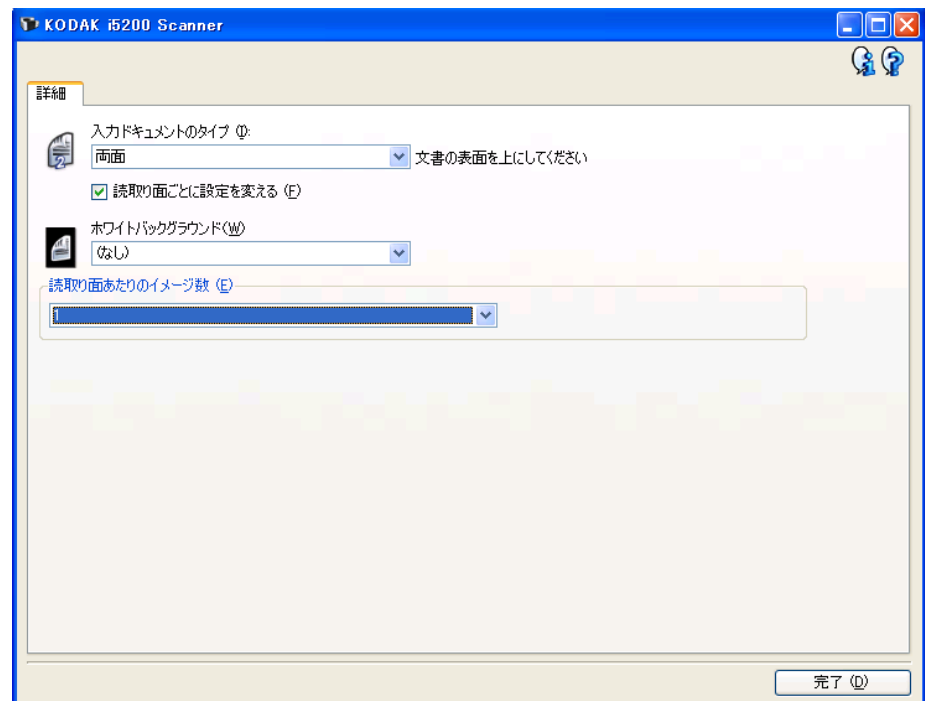 KODAK i5200 Scanner
詳細
入力ドキュメントのタイプ (I):
両面
文書の表面を上にしてください
読取り面ごとに設定を変える (F)
ホワイトバックグラウンド(W)
(なし)
読取り面あたりのイメージ数 (E)
1
完了 (D)